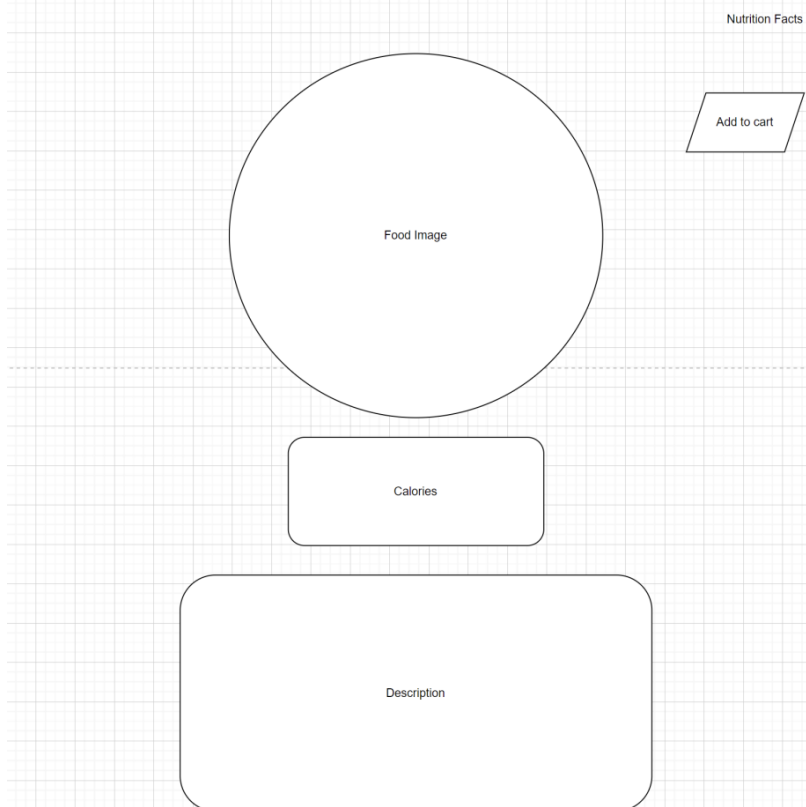 Nutrition Facts
Add to cart
Food Image
Calories
Description